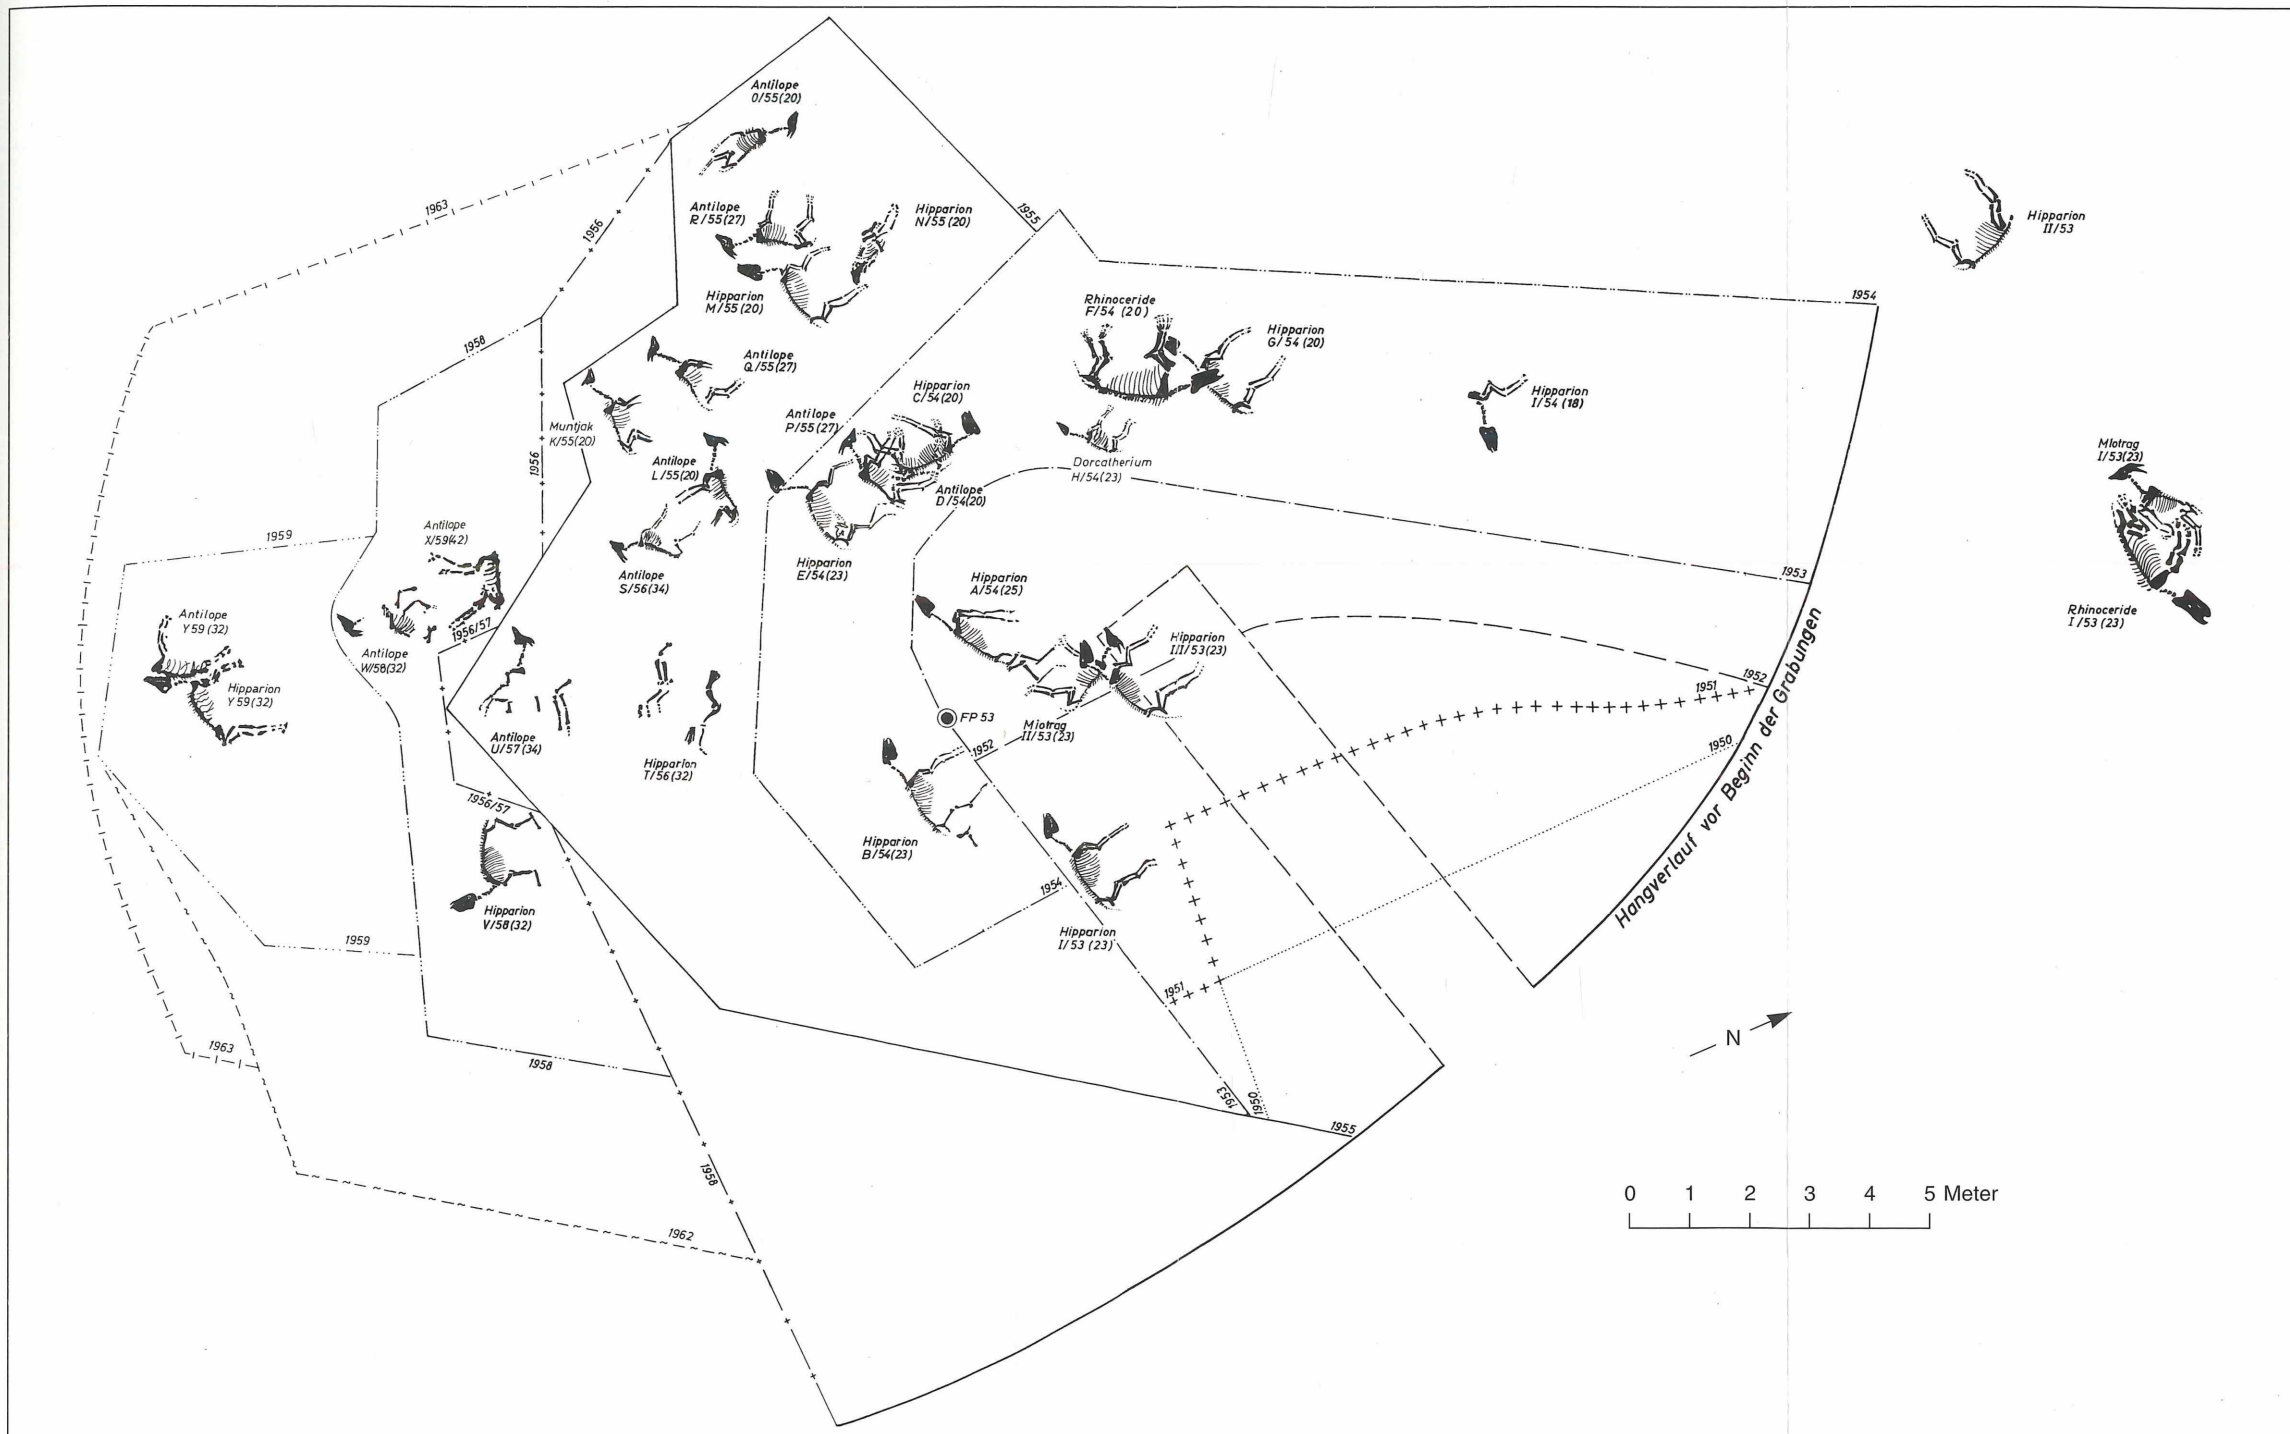 Antilope
O/55(20)
1963
1956
Antilope
R/55(27)
Hipparion
N/55(20)
1955
Hipparion
II/53
Hipparion
M/55(20)
Rhinoceride
F/54 (20)
1954
Hipparion
G/54 (20)
1958
Antilope
Q/55(27)
Hipparion
C/54(20)
Hipparion
I/54 (18)
Antilope
P/55(27)
Muntjak
K/55(20)
1956
Antilope
L/55(20)
Dorcatherium
H/54(23)
Miotrag
I/53(23)
Antilope
D/54(20)
Antilope
X/59(42)
1959
Hipparion
E/54(23)
Antilope
S/56(34)
Hipparion
A/54(25)
1953
Rhinoceride
I/53(23)
Antilope
Y59(32)
1956/57
Antilope
W/58(32)
Hipparion
III/53(23)
Hipparion
Y59(32)
1952
1951
FP 53
Miotrag
II/53(23)
Antilope
U/57(34)
1952
1950
Hipparion
T/56(32)
1956/57
Hipparion
B/54(23)
Hangverlauf vor Beginn der Grabungen
1954
Hipparion
V/58(32)
Hipparion
I/53 (23)
1959
1951
N
1963
1958
1953
1950
1955
1958
1962
0 1 2 3 4 5 Meter